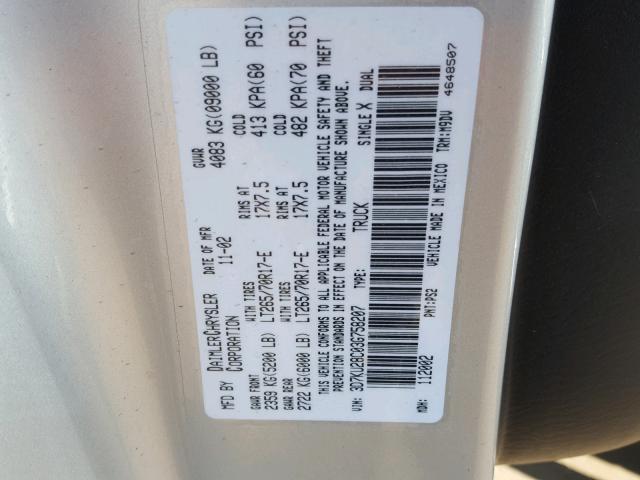 MFD BY DAIMLERCHRYSLER CORPORATION DATE OF MFR 11-02 GVWR 4083 KG(09000 LB)
GAWR FRONT WITH TIRES RIMS AT COLD
2359 KG(5200 LB) LT265/70R17-E 17X7.5 413 KPA(60 PSI)
GAWR REAR WITH TIRES RIMS AT COLD
2722 KG(6000 LB) LT265/70R17-E 17X7.5 482 KPA(70 PSI)
THIS VEHICLE CONFORMS TO ALL APPLICABLE FEDERAL MOTOR VEHICLE SAFETY AND THEFT
PREVENTION STANDARDS IN EFFECT ON THE DATE OF MANUFACTURE SHOWN ABOVE.
VIN: 3D7KU28C03G758207 TYPE: TRUCK SINGLE X DUAL
MDH: 112002 PNT: PS2 VEHICLE MADE IN MEXICO TRM: M9DV
4648507